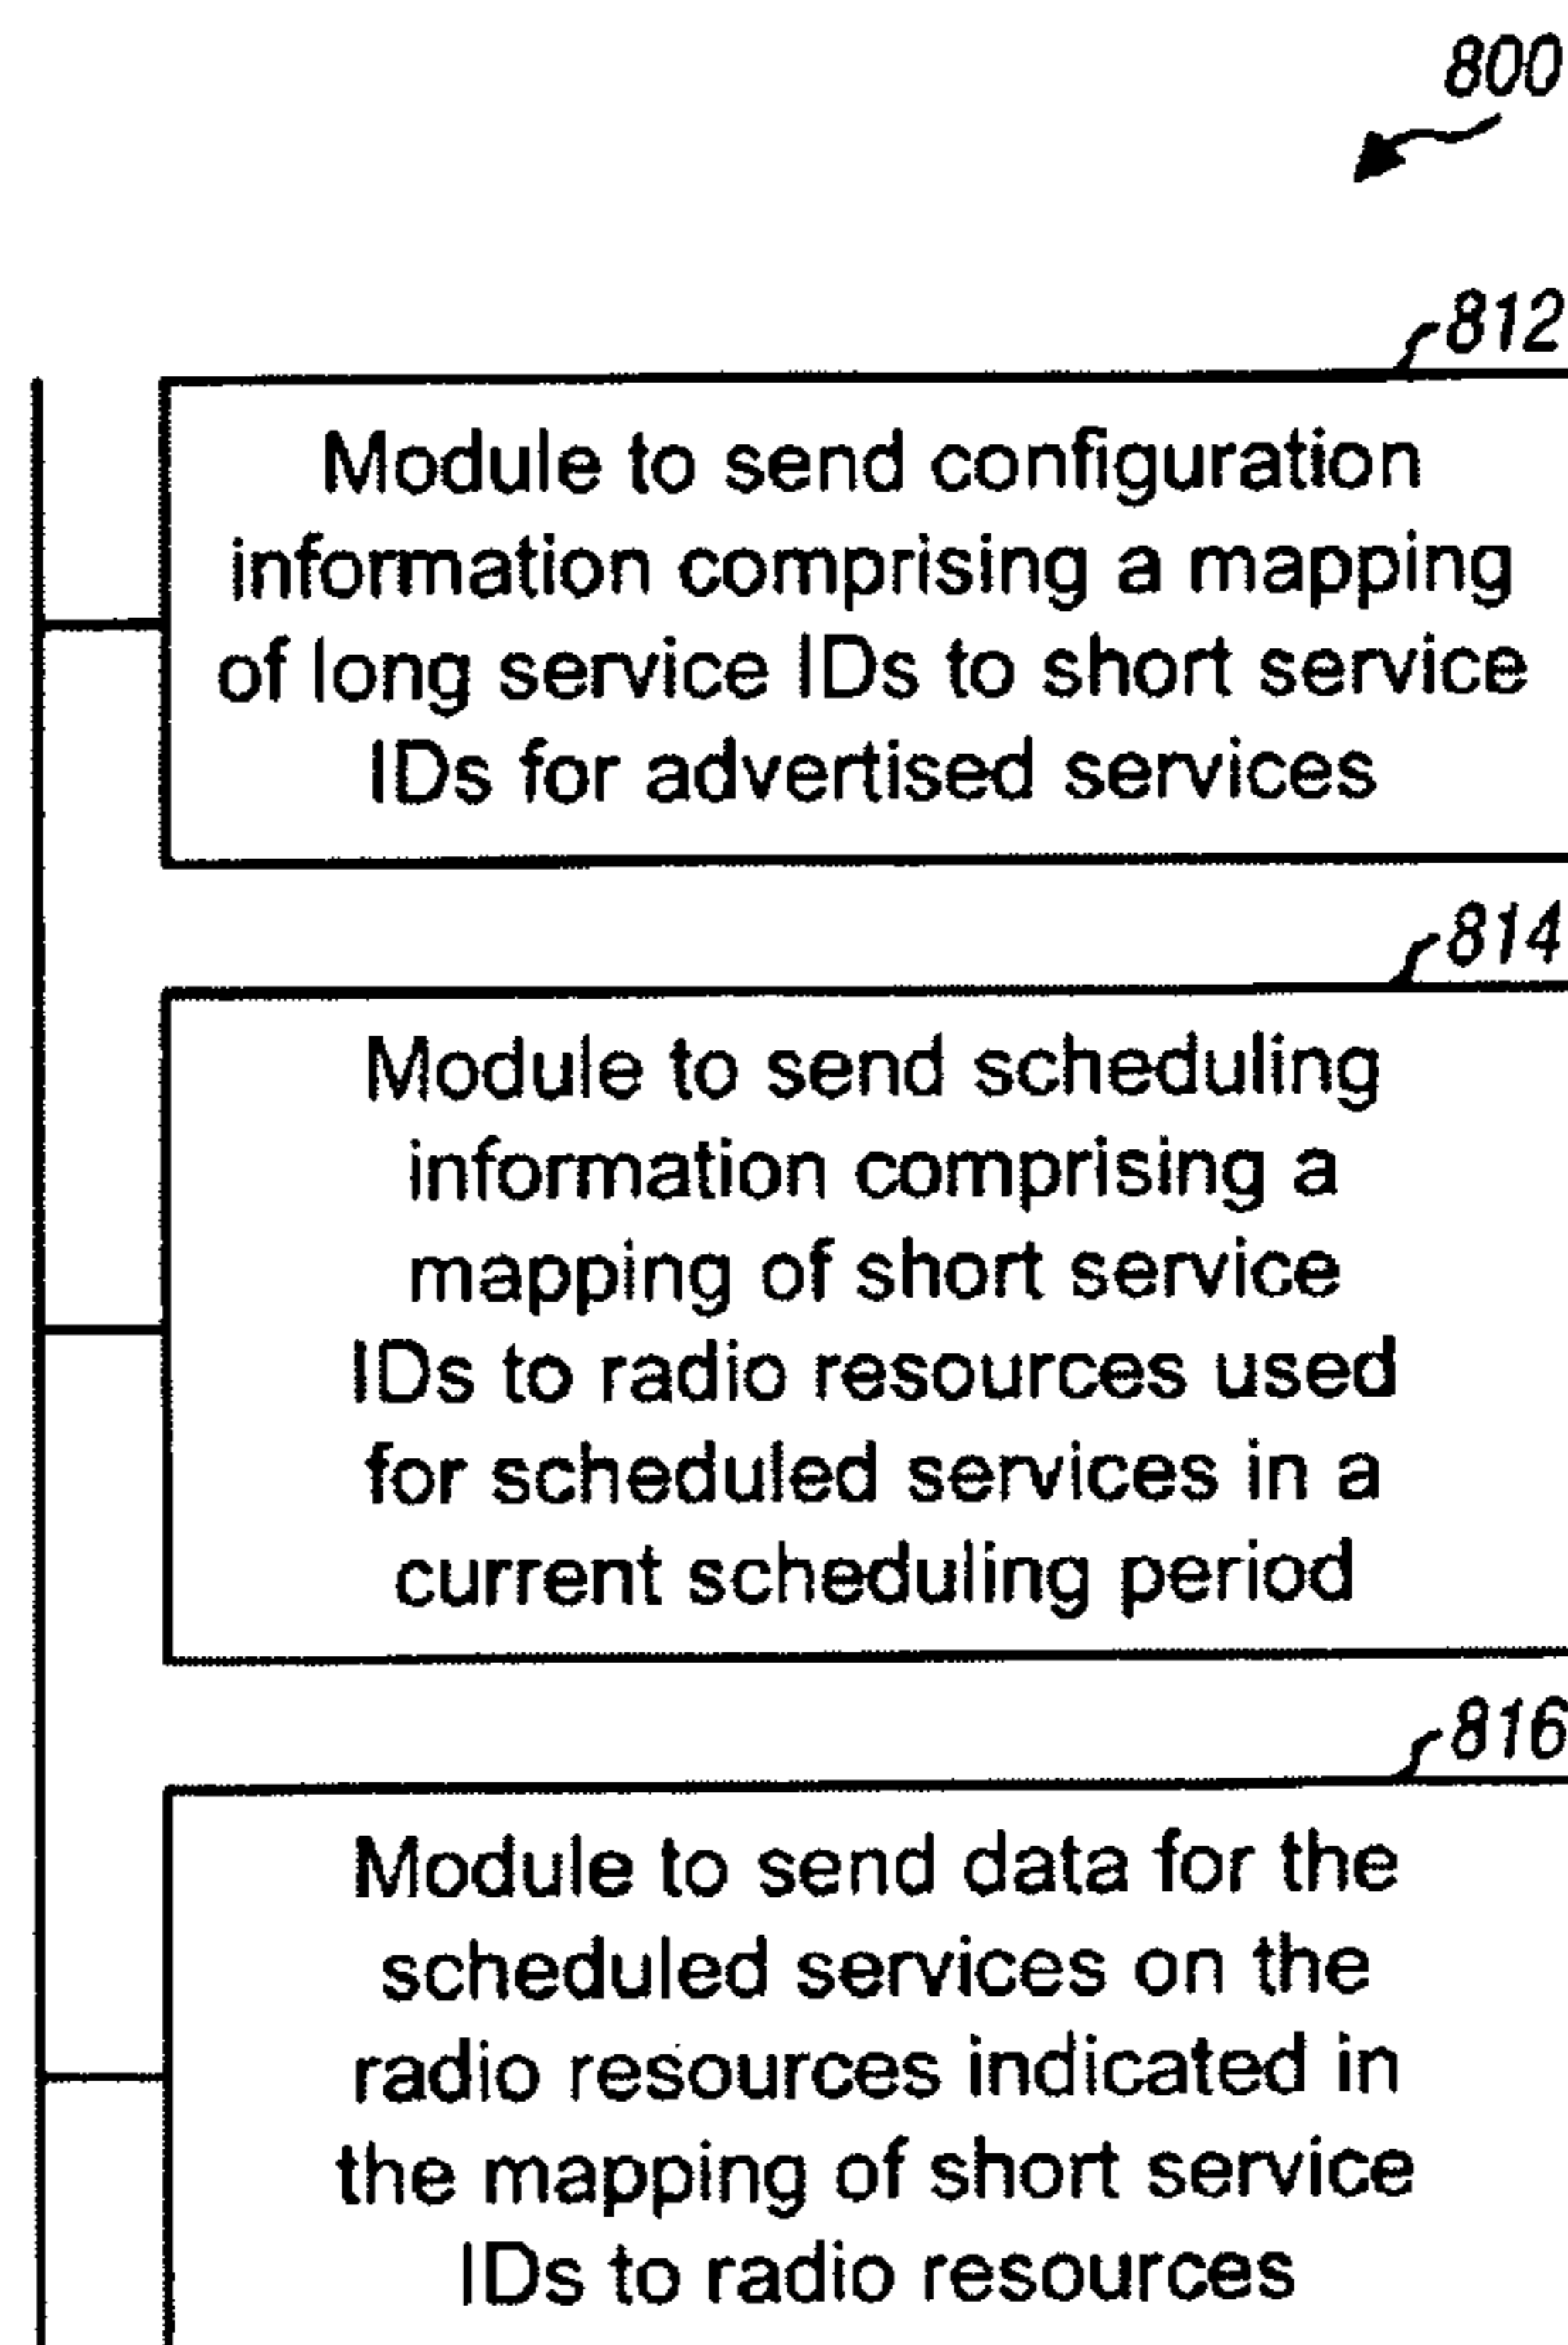 800
812
Module to send configuration
information comprising a mapping
of long service IDs to short service
IDs for advertised services
814
Module to send scheduling
information comprising a
mapping of short service
IDs to radio resources used
for scheduled services in a
current scheduling period
816
Module to send data for the
scheduled services on the
radio resources indicated in
the mapping of short service
IDs to radio resources